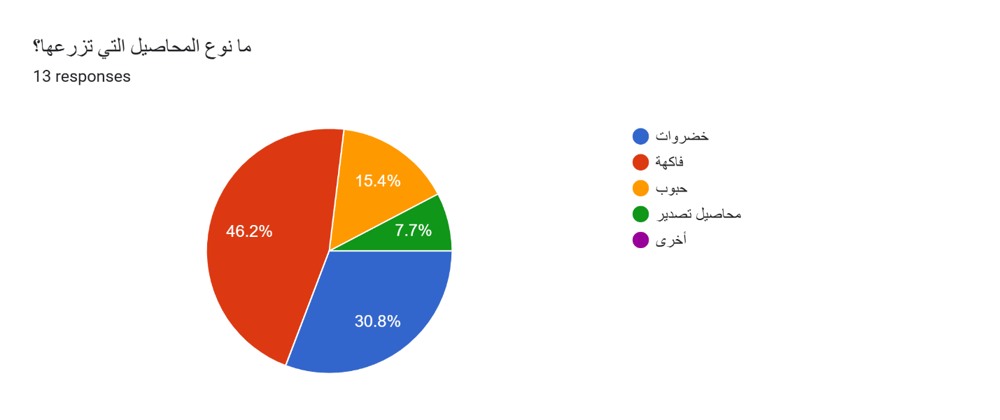 ما نوع المحاصيل التي تزرعها؟
13 responses
خضروات
فاكهة
حبوب
محاصيل تصدير
أخرى
15.4%
7.7%
46.2%
30.8%